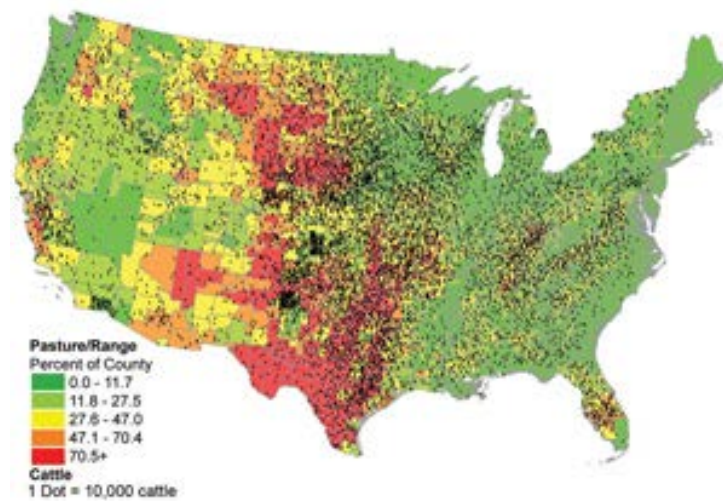 Pasture/Range
Percent of County
0.0 - 11.7
11.8 - 27.5
27.6 - 47.0
47.1 - 70.4
70.5+
Cattle
1 Dot = 10,000 cattle